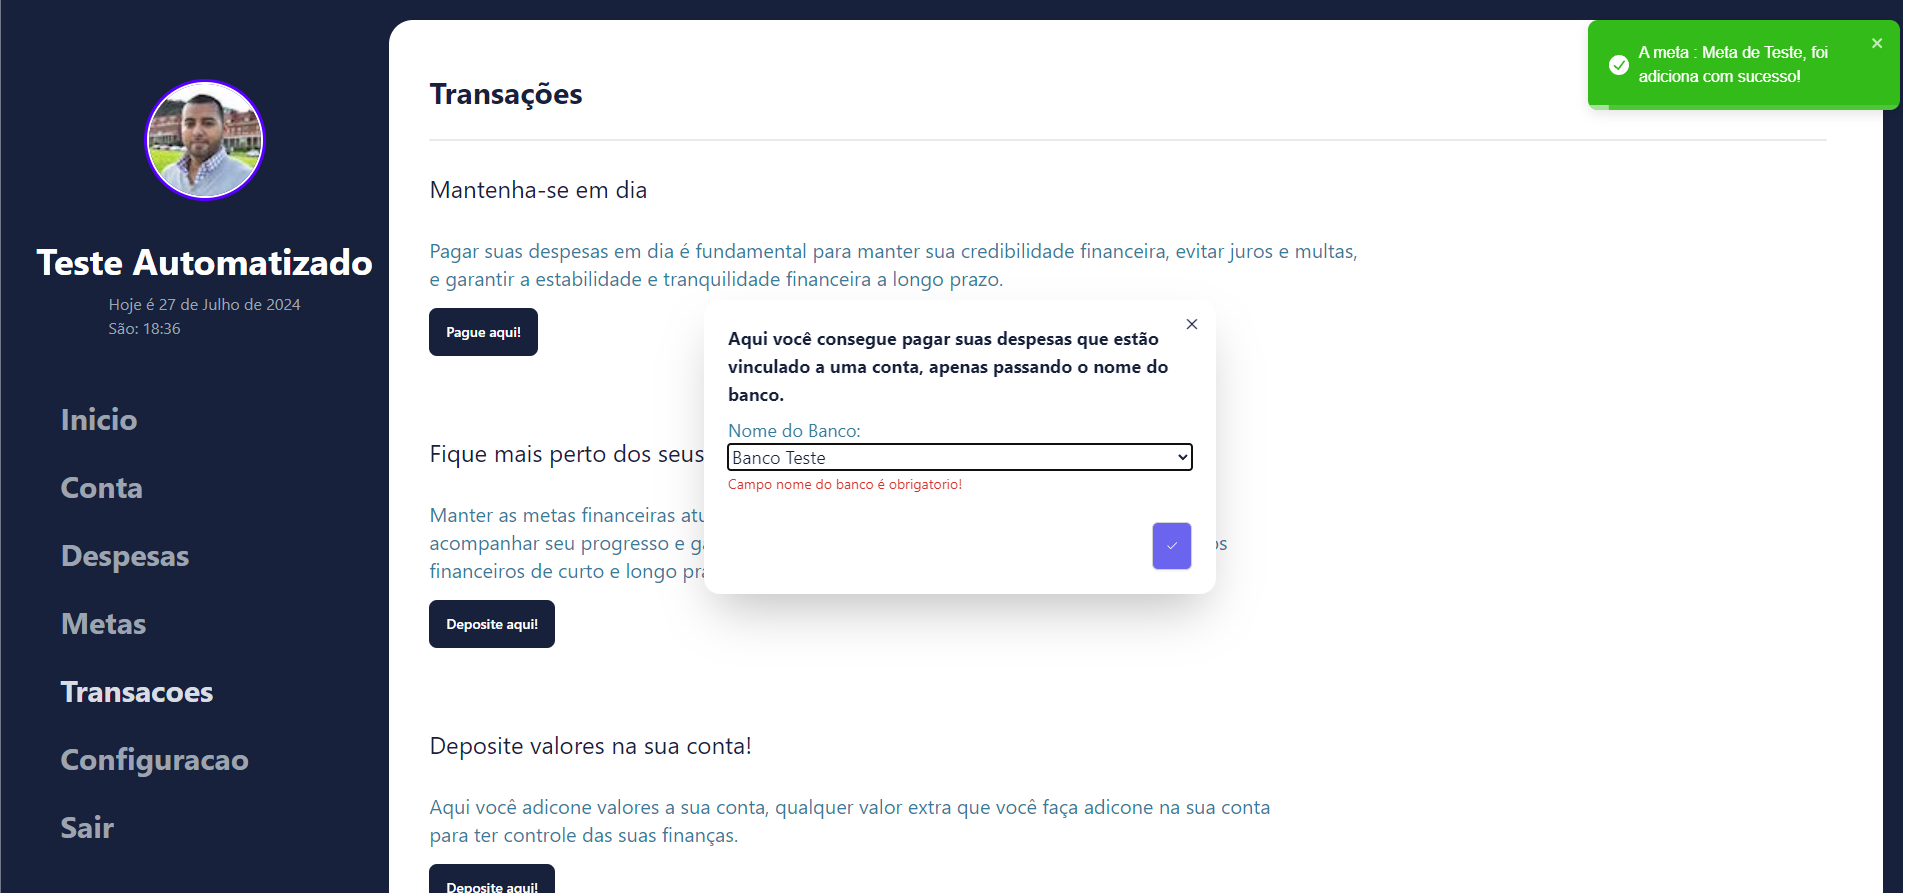 Teste Automatizado
Hoje é 27 de Julho de 2024
São: 18:36
Inicio
Conta
Despesas
Metas
Transacoes
Configuracao
Sair
Transações
Mantenha-se em dia
Pagar suas despesas em dia é fundamental para manter sua credibilidade financeira, evitar juros e multas,
e garantir a estabilidade e tranquilidade financeira a longo prazo.
Pague aqui!
Fique mais perto dos seus
Manter as metas financeiras
acompanhar seu progresso e
financeiros de curto e longo
Deposite aqui!
Deposite valores na sua conta!
Aqui você adicone valores a sua conta, qualquer valor extra que você faça adicone na sua conta
para ter controle das suas finanças.
Deposite aqui!
Aqui você consegue pagar suas despesas que estão
vinculado a uma conta, apenas passando o nome do
banco.
Nome do Banco:
Banco Teste
Campo nome do banco é obrigatorio!
A meta : Meta de Teste, foi
adiciona com sucesso!